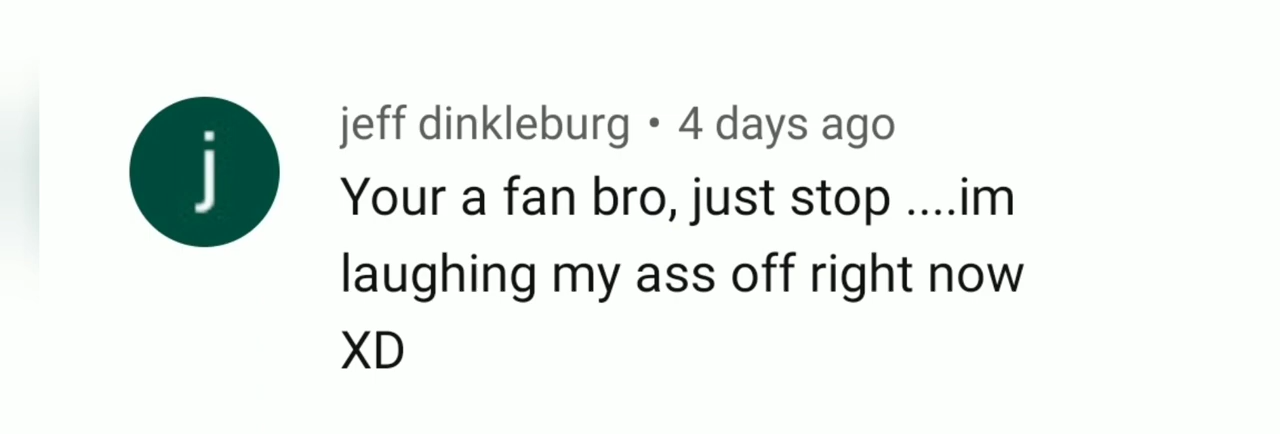 j
jeff dinkleburg • 4 days ago
Your a fan bro, just stop ....im
laughing my ass off right now
XD